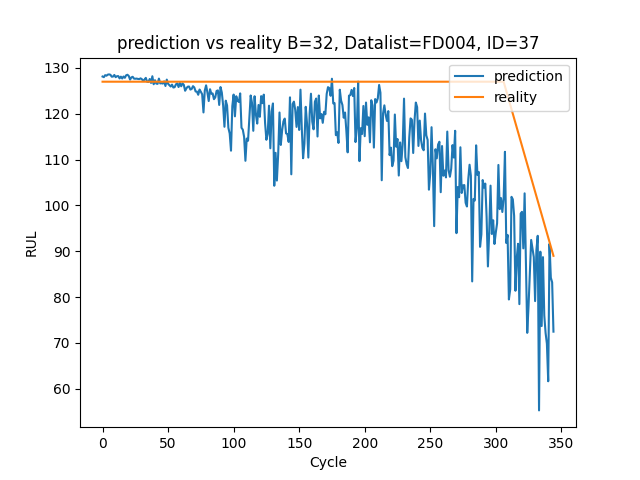 prediction vs reality B=32, Datalist=FD004, ID=37
prediction
reality
RUL
130
120
110
100
90
80
70
60
0 50 100 150 200 250 300 350
Cycle